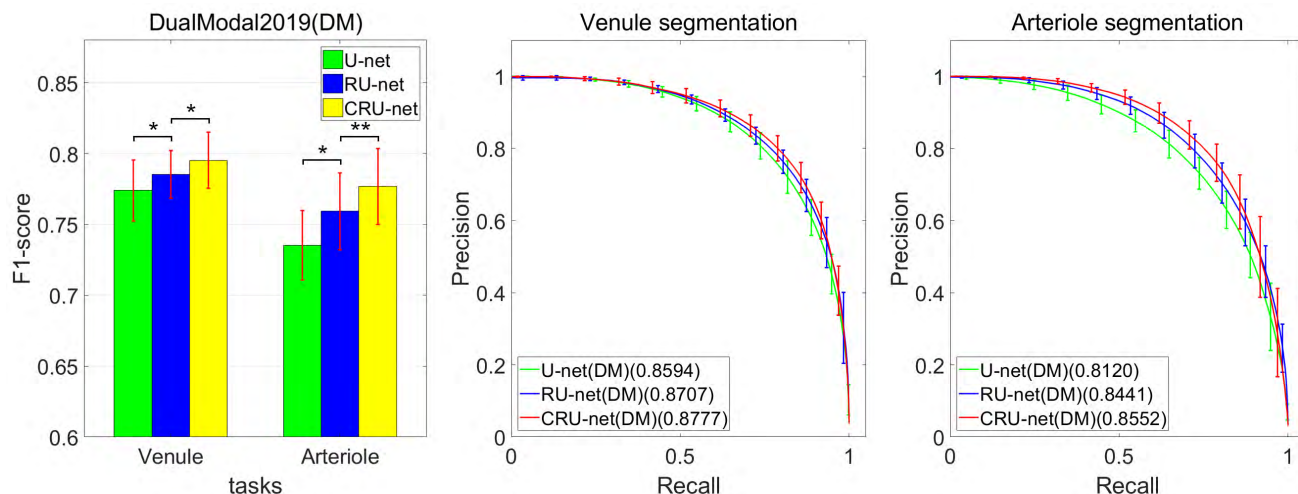 DualModal2019(DM)
U-net
RU-net
CRU-net
0.85
0.8
0.75
0.7
0.65
0.6
F1-score
*
*
*
**
Venule
Arteriole
tasks
Venule segmentation
1
0.8
0.6
0.4
0.2
0
Precision
U-net(DM)(0.8594)
RU-net(DM)(0.8707)
CRU-net(DM)(0.8777)
0
0.5
1
Recall
Arteriole segmentation
1
0.8
0.6
0.4
0.2
0
Precision
U-net(DM)(0.8120)
RU-net(DM)(0.8441)
CRU-net(DM)(0.8552)
0
0.5
1
Recall